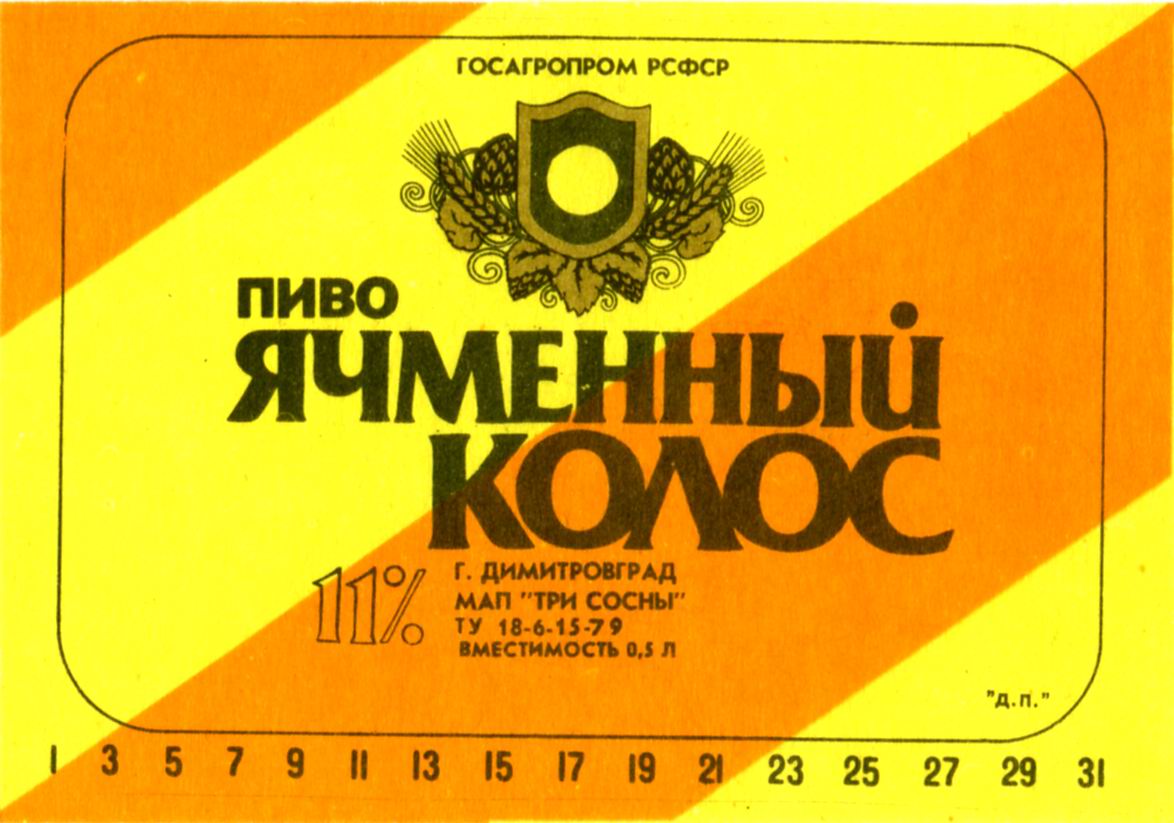 ГОСАГРОПРОМ РСФСР
ПИВО
ЯЧМЕННЫЙ
КОЛОС
11%
Г. ДИМИТРОВГРАД
МАП "ТРИ СОСНЫ"
ТУ 18-6-15-79
ВМЕСТИМОСТЬ 0,5 Л
"Д.П."
1 3 5 7 9 11 13 15 17 19 21 23 25 27 29 31